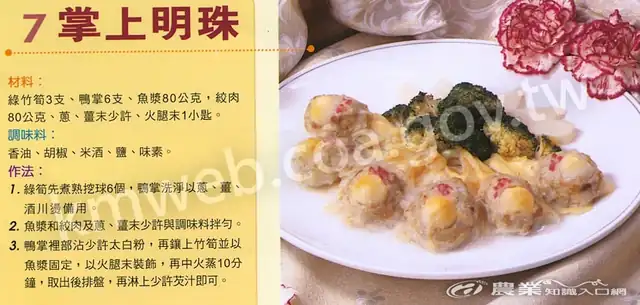 7 掌上明珠
材料：
綠竹筍3支、鴨掌6支、魚漿80公克，絞肉
80公克、蔥、薑末少許、火腿末1小匙。
調味料：
香油、胡椒、米酒、鹽、味素。
作法：
1. 綠筍先煮熟挖球6個，鴨掌洗淨以蔥、薑、
酒川燙備用。
2. 魚漿和絞肉及蔥、薑末少許與調味料拌勻。
3. 鴨掌裡部沾少許太白粉，再鑲上竹筍並以
魚漿固定，以火腿末裝飾，再中火蒸10分
鐘，取出後排盤，再淋上少許芡汁即可。
kmweb.coa.gov.tw
農業知識入口網